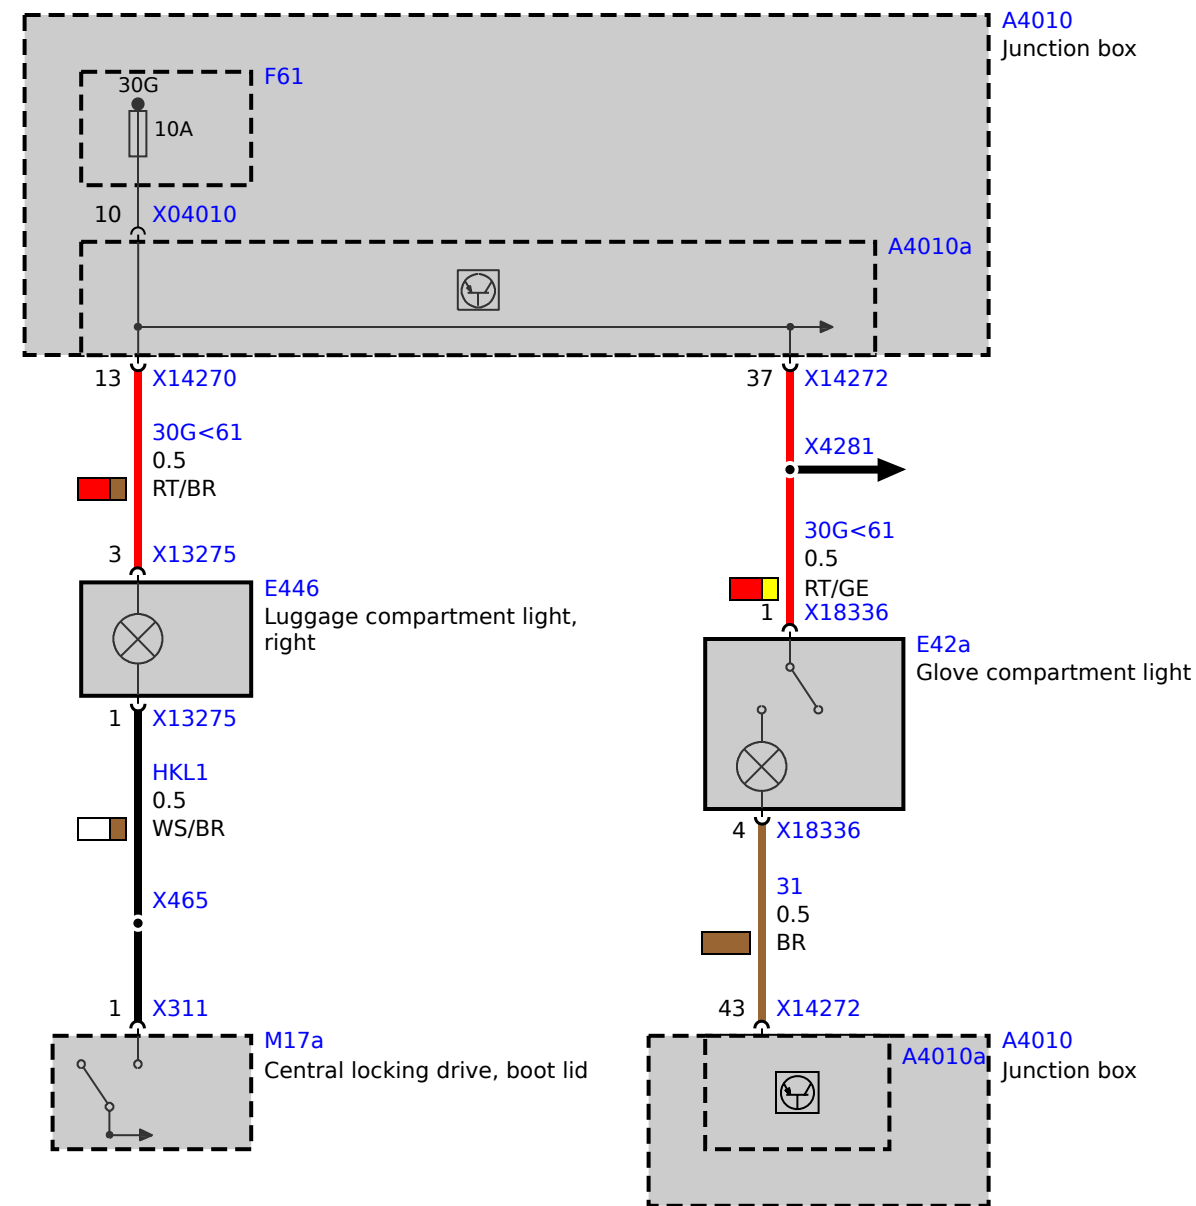 A4010
Junction box
F61
30G
10A
10 X04010
A4010a
13 X14270
37 X14272
30G<61
0.5
RT/BR
X4281
30G<61
0.5
RT/GE
3 X13275
1 X18336
E446
Luggage compartment light,
right
E42a
Glove compartment light
1 X13275
HKL1
0.5
WS/BR
4 X18336
31
0.5
BR
X465
1 X311
43 X14272
M17a
Central locking drive, boot lid
A4010a
A4010
Junction box